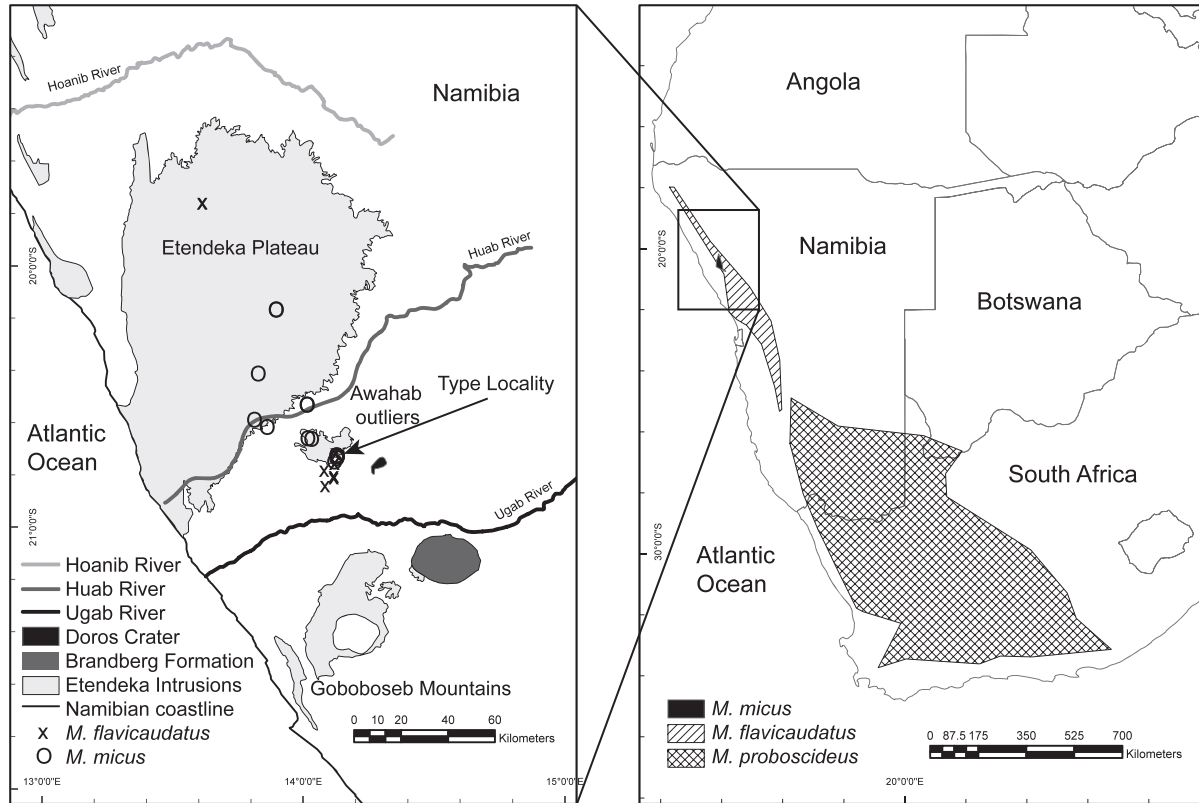 Hoanib River
Namibia
Etendeka Plateau
Huab River
20°0'0"S
Type Locality
Awahab
outliers
Atlantic
Ocean
Ugab River
21°0'0"S
Hoanib River
Huab River
Ugab River
Doros Crater
Brandberg Formation
Etendeka Intrusions
Namibian coastline
x M. flavicaudatus
O M. micus
Goboboseb Mountains
0 10 20 40 60
Kilometers
13°0'0"E 14°0'0"E 15°0'0"E
Angola
20°0'0"S
Namibia
Botswana
South Africa
30°0'0"S
Atlantic
Ocean
M. micus
M. flavicaudatus
M. proboscideus
0 87.5 175 350 525 700
Kilometers
20°0'0"E